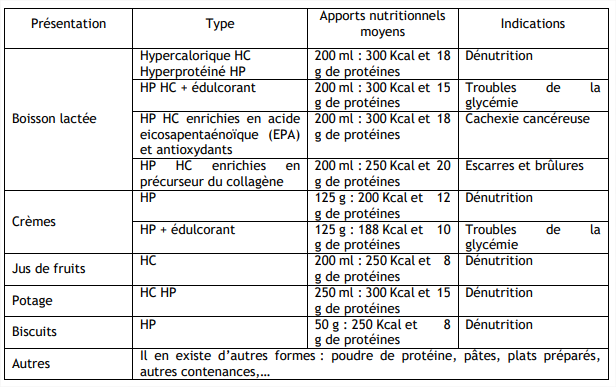 Présentation
Type
Apports nutritionnels
moyens
Indications
Boisson lactée
Hypercalorique HC
Hyperprotéiné HP
200 ml : 300 Kcal et 18
g de protéines
Dénutrition
HP HC + édulcorant
200 ml : 300 Kcal et 15
g de protéines
Troubles de la
glycémie
HP HC enrichies en acide
eicosapentaénoïque (EPA)
et antioxydants
200 ml : 300 Kcal et 18
g de protéines
Cachexie cancéreuse
HP HC enrichies en
précurseur du collagène
200 ml : 250 Kcal et 20
g de protéines
Escarres et brûlures
Crèmes
HP
125 g : 200 Kcal et 12
g de protéines
Dénutrition
HP + édulcorant
125 g : 188 Kcal et 10
g de protéines
Troubles de la
glycémie
Jus de fruits
HC
200 ml : 250 Kcal et 8
g de protéines
Dénutrition
Potage
HC HP
250 ml : 300 Kcal et 15
g de protéines
Dénutrition
Biscuits
HP
50 g : 250 Kcal et 8
g de protéines
Dénutrition
Autres
Il en existe d'autres formes : poudre de protéine, pâtes, plats préparés,
autres contenances,…